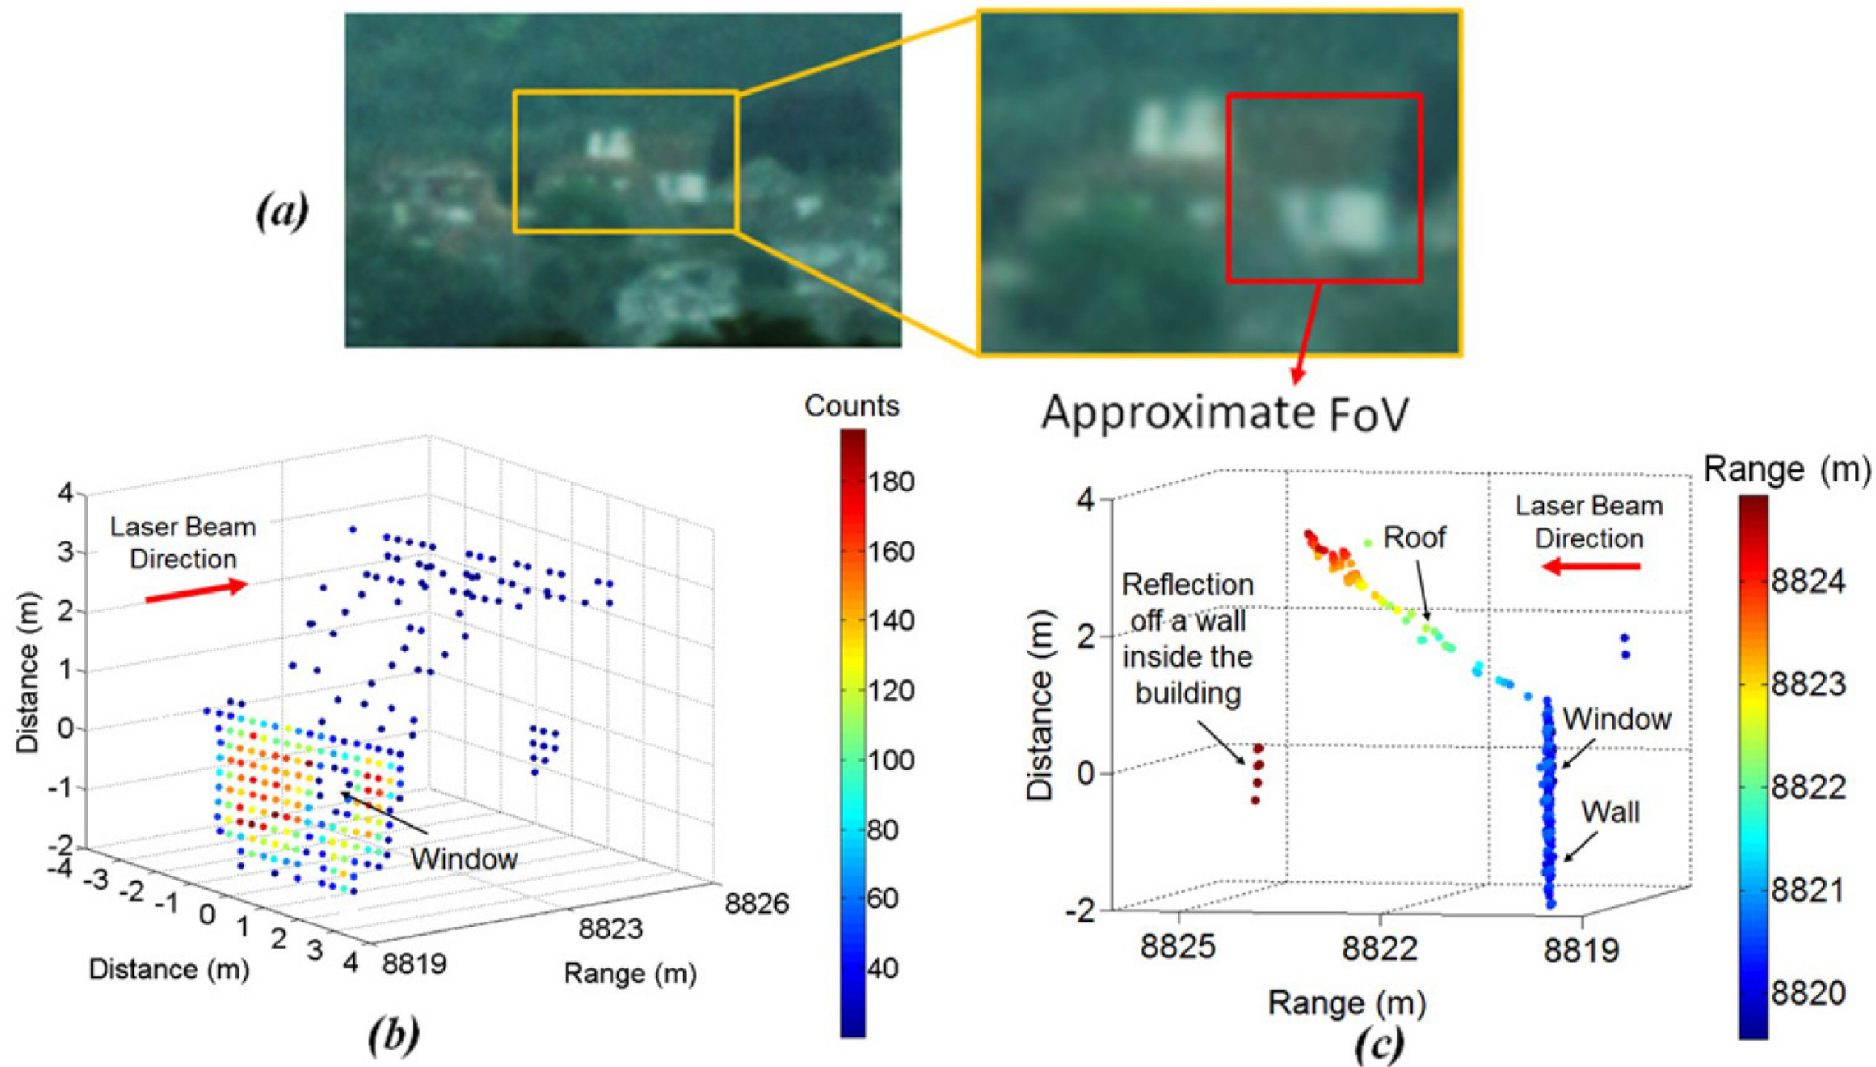 (a)
Approximate FoV
Counts
180
160
140
120
100
80
60
40
4
3
2
1
0
-1
-2
Distance (m)
Laser Beam
Direction
Window
-4
-3
-2
-1
0
1
2
3
4
Distance (m)
8819
8823
8826
Range (m)
(b)
Range (m)
8824
8823
8822
8821
8820
4
2
0
-2
Distance (m)
Laser Beam
Direction
Roof
Reflection
off a wall
inside the
building
Window
Wall
8825
8822
8819
Range (m)
(c)